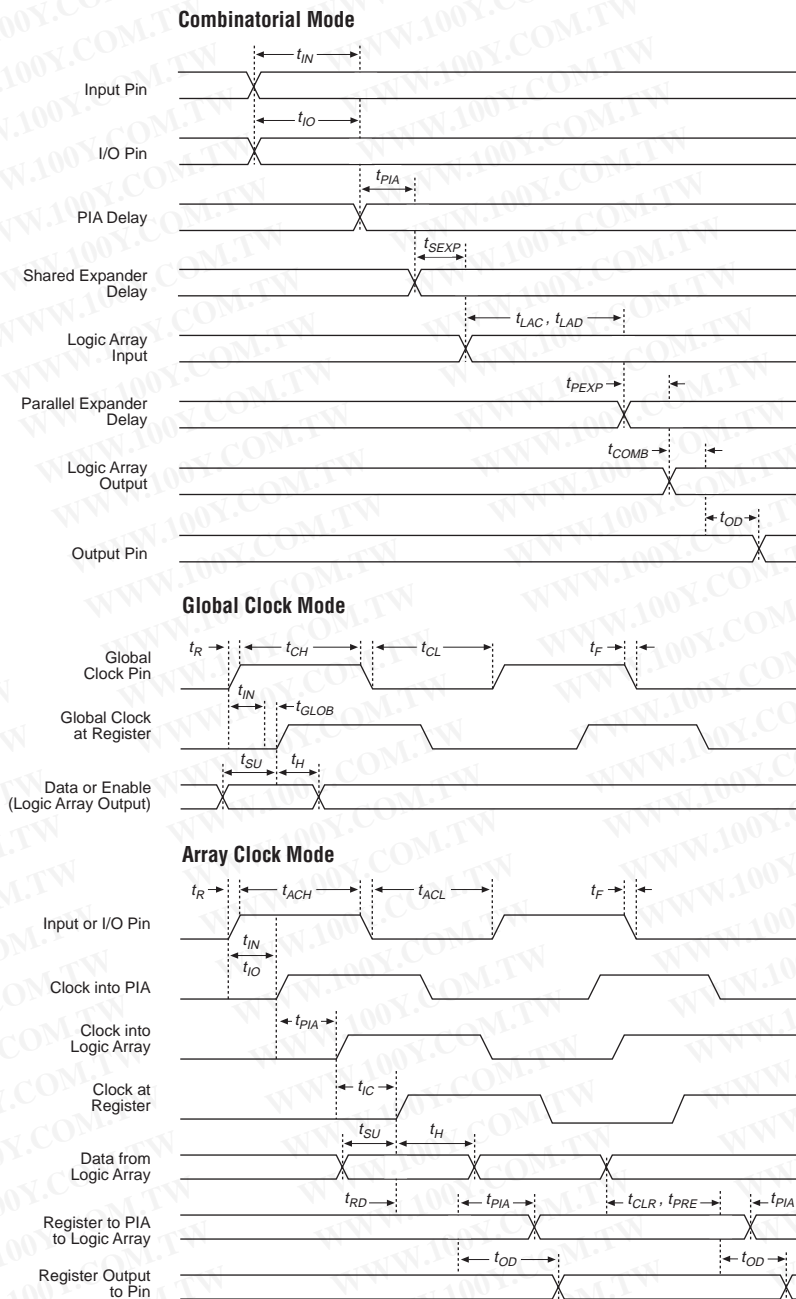 Combinatorial Mode
tIN
Input Pin
tIO
I/O Pin
tPIA
PIA Delay
tSEXP
Shared Expander
Delay
tLAC, tLAD
Logic Array
Input
tPEXP
Parallel Expander
Delay
tCOMB
Logic Array
Output
tOD
Output Pin
Global Clock Mode
tR tCH tCL tF
Global
Clock Pin
tIN
tGLOB
Global Clock
at Register
tSU tH
Data or Enable
(Logic Array Output)
Array Clock Mode
tR tACH tACL tF
Input or I/O Pin
tIN
tIO
Clock into PIA
tPIA
Clock into
Logic Array
tIC
Clock at
Register
tSU tH
Data from
Logic Array
tRD tPIA tCLR, tPRE tPIA
Register to PIA
to Logic Array
tOD tOD
Register Output
to Pin
WWW.100Y.COM.TW